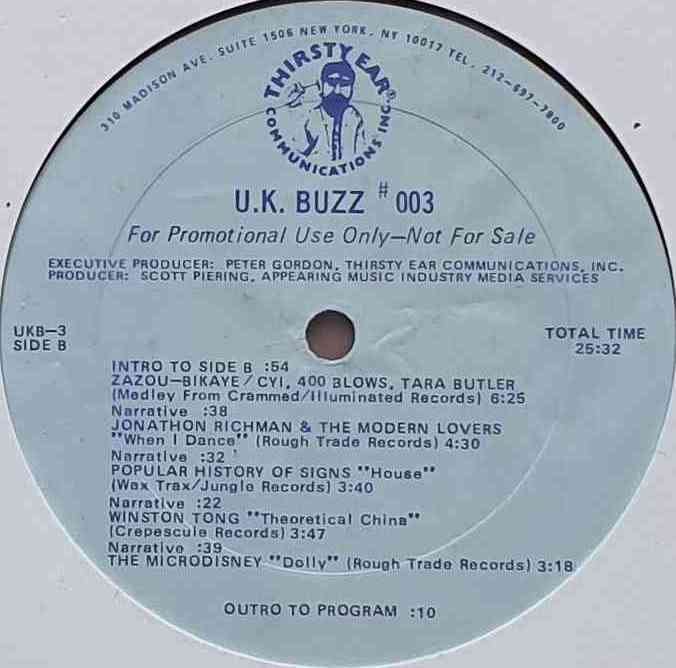 310 MADISON AVE. SUITE 1506 NEW YORK, NY 10017 TEL. 212-697-7800
THIRSTY EAR®
COMMUNICATIONS INC.
U.K. BUZZ # 003
For Promotional Use Only—Not For Sale
EXECUTIVE PRODUCER: PETER GORDON, THIRSTY EAR COMMUNICATIONS, INC.
PRODUCER: SCOTT PIERING, APPEARING MUSIC INDUSTRY MEDIA SERVICES
UKB—3
SIDE B
TOTAL TIME
25:32
INTRO TO SIDE B :54
ZAZOU—BIKAYE/CYI, 400 BLOWS, TARA BUTLER
(Medley From Crammed/Illuminated Records) 6:25
Narrative :38
JONATHON RICHMAN & THE MODERN LOVERS
"When I Dance" (Rough Trade Records) 4:30
Narrative :32
POPULAR HISTORY OF SIGNS "House"
(Wax Trax/Jungle Records) 3:40
Narrative :22
WINSTON TONG "Theoretical China"
(Crepescule Records) 3:47
Narrative :39
THE MICRODISNEY "Dolly" (Rough Trade Records) 3:18
OUTRO TO PROGRAM :10